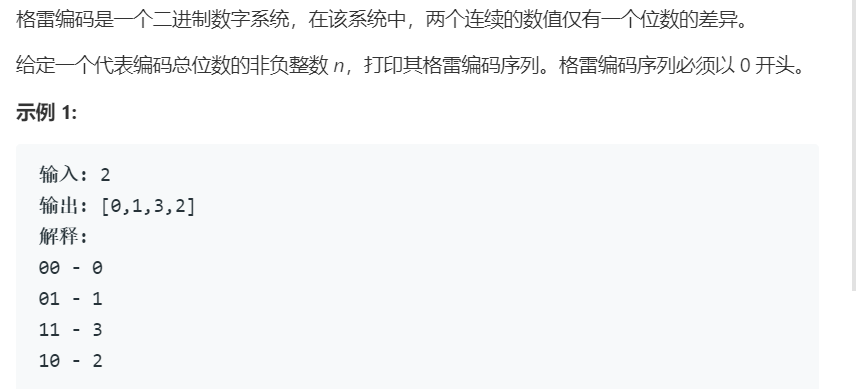 格雷编码是一个二进制数字系统，在该系统中，两个连续的数值仅有一个位数的差异。
给定一个代表编码总位数的非负整数 n，打印其格雷编码序列。格雷编码序列必须以 0 开头。
示例 1:
输入: 2
输出: [0,1,3,2]
解释:
00 - 0
01 - 1
11 - 3
10 - 2